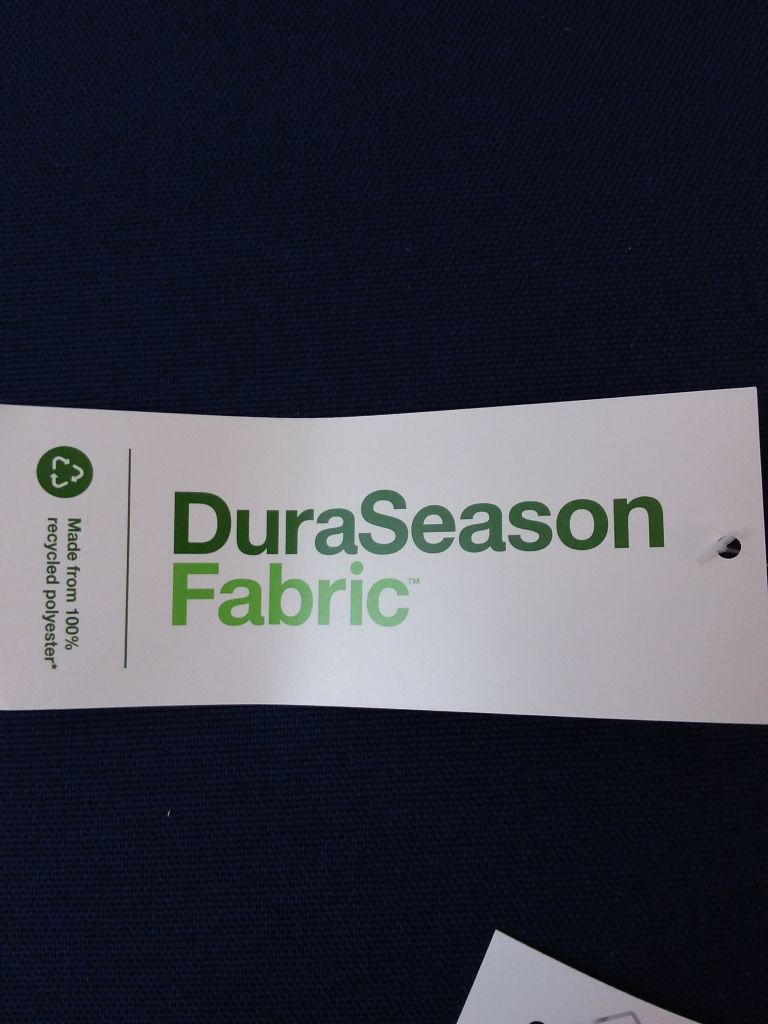 DuraSeason
Fabric™
Made from 100%
recycled polyester*